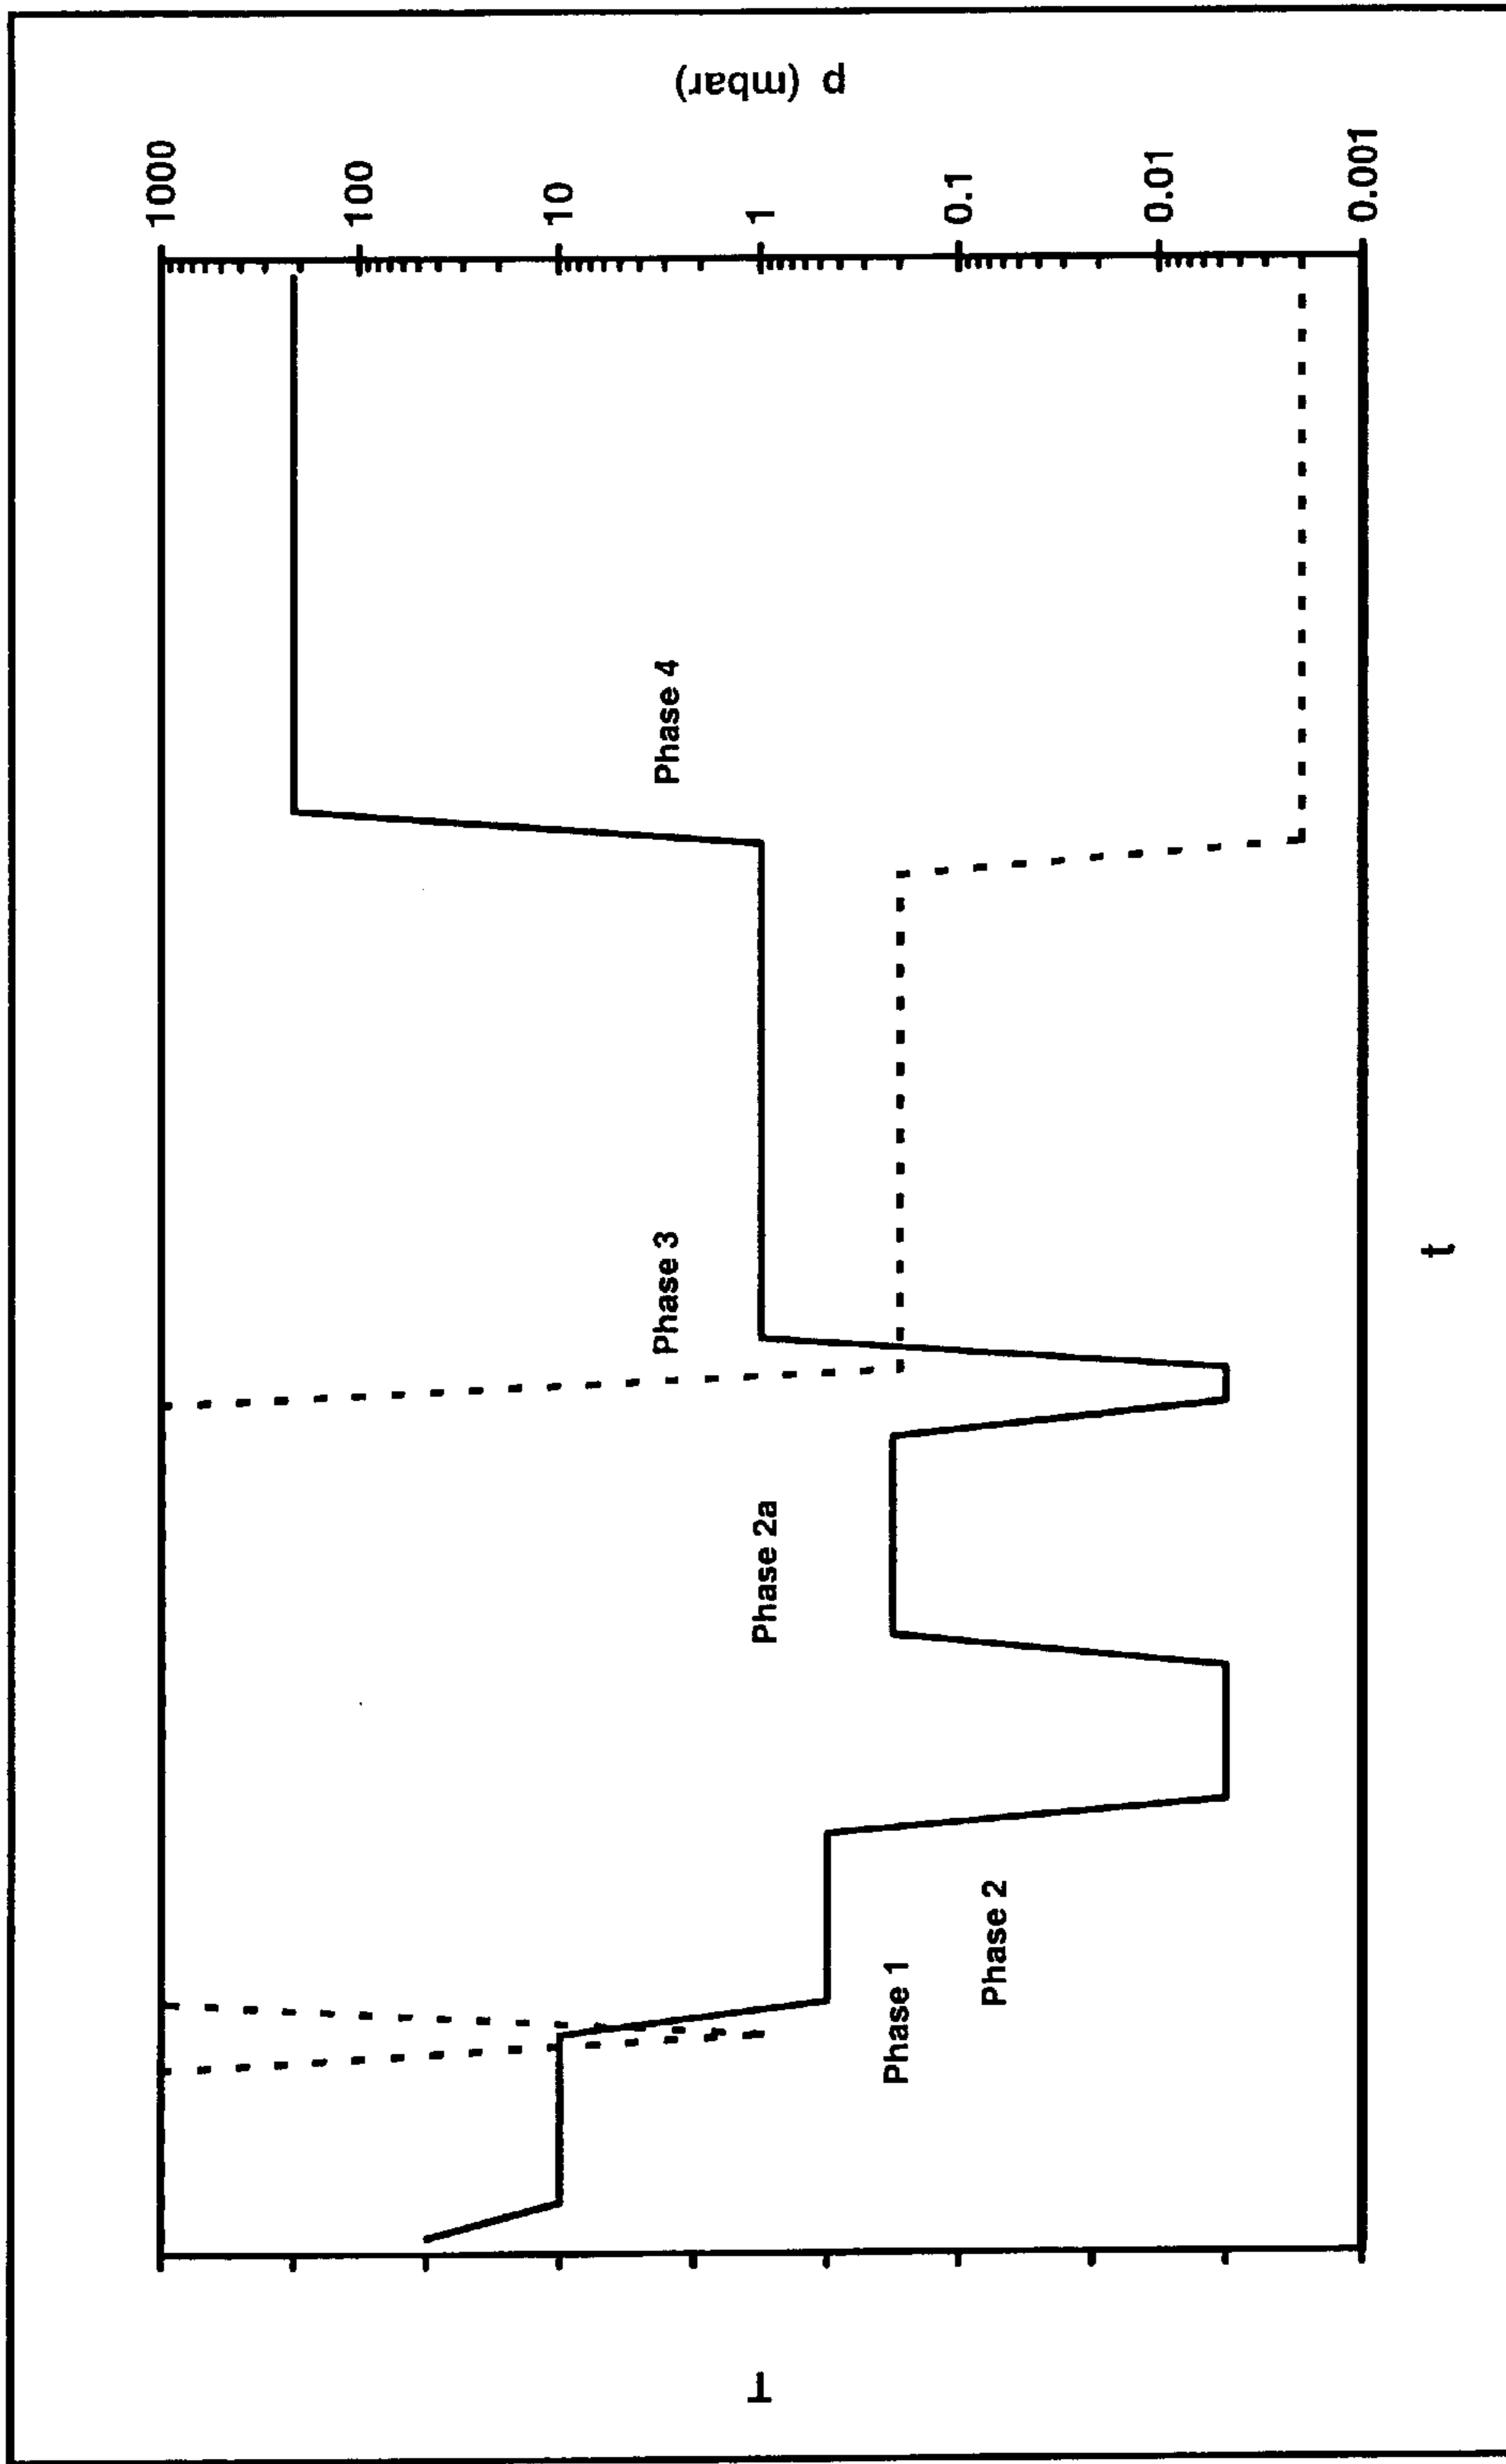 T
Phase 1
Phase 2
Phase 2a
Phase 3
Phase 4
1000
100
10
1
0.1
0.01
0.001
p (mbar)
t